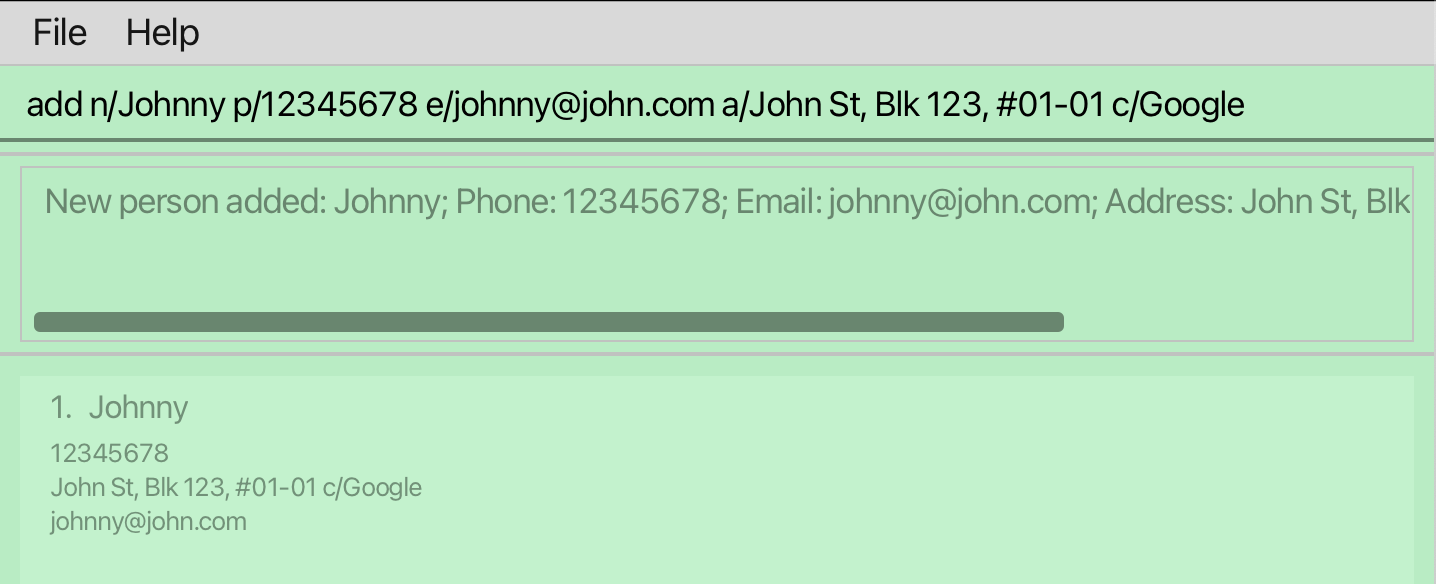 File Help
add n/Johnny p/12345678 e/johnny@john.com a/John St, Blk 123, #01-01 c/Google
New person added: Johnny; Phone: 12345678; Email: johnny@john.com; Address: John St, Blk
1. Johnny
12345678
John St, Blk 123, #01-01 c/Google
johnny@john.com